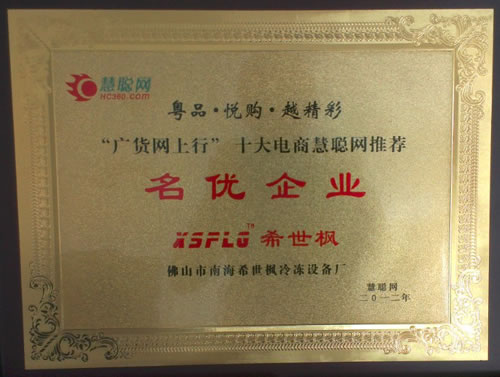 慧聪网
HC360.COM
粤品·悦购·越精彩
“广货网上行” 十大电商慧聪网推荐
名优企业
XSFLG™ 希世枫
佛山市南海希世枫冷冻设备厂
慧聪网
二〇一二年